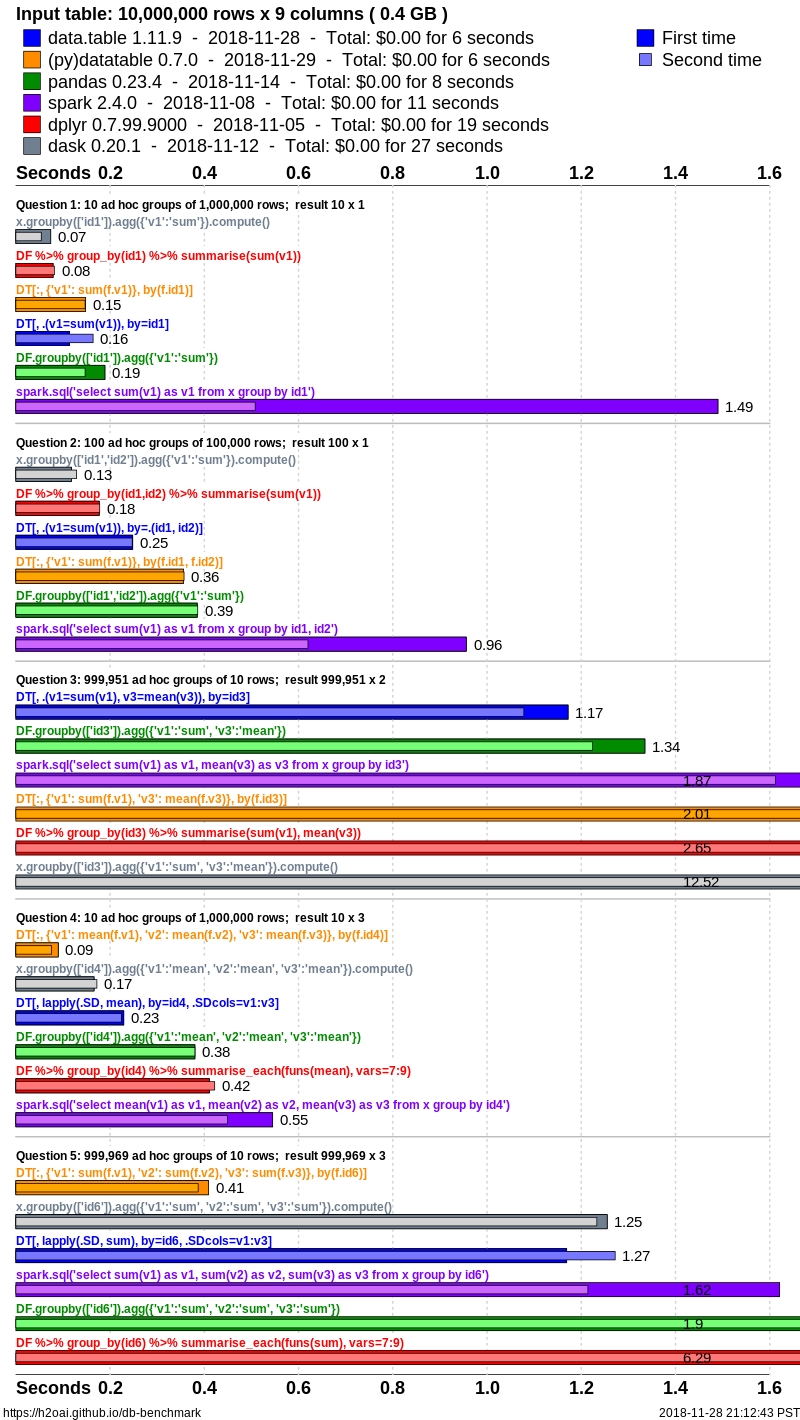 Input table: 10,000,000 rows x 9 columns ( 0.4 GB )
data.table 1.11.9  -  2018-11-28  -  Total: $0.00 for 6 seconds
First time
(py)datatable 0.7.0  -  2018-11-29  -  Total: $0.00 for 6 seconds
Second time
pandas 0.23.4  -  2018-11-14  -  Total: $0.00 for 8 seconds
spark 2.4.0  -  2018-11-08  -  Total: $0.00 for 11 seconds
dplyr 0.7.99.9000  -  2018-11-05  -  Total: $0.00 for 19 seconds
dask 0.20.1  -  2018-11-12  -  Total: $0.00 for 27 seconds
Seconds 0.2 0.4 0.6 0.8 1.0 1.2 1.4 1.6
Question 1: 10 ad hoc groups of 1,000,000 rows;  result 10 x 1
x.groupby(['id1']).agg({'v1':'sum'}).compute()
0.07
DF %>% group_by(id1) %>% summarise(sum(v1))
0.08
DT[:, {'v1': sum(f.v1)}, by(f.id1)]
0.15
DT[, .(v1=sum(v1)), by=id1]
0.16
DF.groupby(['id1']).agg({'v1':'sum'})
0.19
spark.sql('select sum(v1) as v1 from x group by id1')
1.49
Question 2: 100 ad hoc groups of 100,000 rows;  result 100 x 1
x.groupby(['id1','id2']).agg({'v1':'sum'}).compute()
0.13
DF %>% group_by(id1,id2) %>% summarise(sum(v1))
0.18
DT[, .(v1=sum(v1)), by=.(id1, id2)]
0.25
DT[:, {'v1': sum(f.v1)}, by(f.id1, f.id2)]
0.36
DF.groupby(['id1','id2']).agg({'v1':'sum'})
0.39
spark.sql('select sum(v1) as v1 from x group by id1, id2')
0.96
Question 3: 999,951 ad hoc groups of 10 rows;  result 999,951 x 2
DT[, .(v1=sum(v1), v3=mean(v3)), by=id3]
1.17
DF.groupby(['id3']).agg({'v1':'sum', 'v3':'mean'})
1.34
spark.sql('select sum(v1) as v1, mean(v3) as v3 from x group by id3')
1.87
DT[:, {'v1': sum(f.v1), 'v3': mean(f.v3)}, by(f.id3)]
2.01
DF %>% group_by(id3) %>% summarise(sum(v1), mean(v3))
2.65
x.groupby(['id3']).agg({'v1':'sum', 'v3':'mean'}).compute()
12.52
Question 4: 10 ad hoc groups of 1,000,000 rows;  result 10 x 3
DT[:, {'v1': mean(f.v1), 'v2': mean(f.v2), 'v3': mean(f.v3)}, by(f.id4)]
0.09
x.groupby(['id4']).agg({'v1':'mean', 'v2':'mean', 'v3':'mean'}).compute()
0.17
DT[, lapply(.SD, mean), by=id4, .SDcols=v1:v3]
0.23
DF.groupby(['id4']).agg({'v1':'mean', 'v2':'mean', 'v3':'mean'})
0.38
DF %>% group_by(id4) %>% summarise_each(funs(mean), vars=7:9)
0.42
spark.sql('select mean(v1) as v1, mean(v2) as v2, mean(v3) as v3 from x group by id4')
0.55
Question 5: 999,969 ad hoc groups of 10 rows;  result 999,969 x 3
DT[:, {'v1': sum(f.v1), 'v2': sum(f.v2), 'v3': sum(f.v3)}, by(f.id6)]
0.41
x.groupby(['id6']).agg({'v1':'sum', 'v2':'sum', 'v3':'sum'}).compute()
1.25
DT[, lapply(.SD, sum), by=id6, .SDcols=v1:v3]
1.27
spark.sql('select sum(v1) as v1, sum(v2) as v2, sum(v3) as v3 from x group by id6')
1.62
DF.groupby(['id6']).agg({'v1':'sum', 'v2':'sum', 'v3':'sum'})
1.9
DF %>% group_by(id6) %>% summarise_each(funs(sum), vars=7:9)
6.29
Seconds 0.2 0.4 0.6 0.8 1.0 1.2 1.4 1.6
https://h2oai.github.io/db-benchmark
2018-11-28 21:12:43 PST